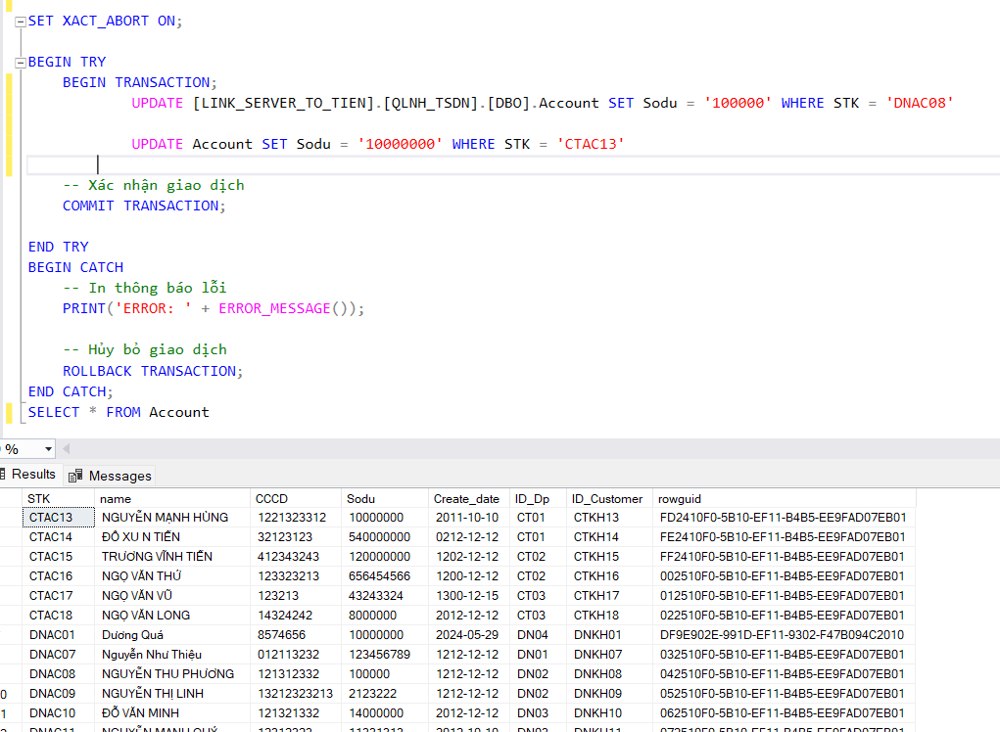 SET XACT_ABORT ON;
BEGIN TRY
BEGIN TRANSACTION;
UPDATE [LINK_SERVER_TO_TIEN].[QLNH_TSDN].[DBO].Account SET Sodu = '100000' WHERE STK = 'DNAC08'
UPDATE Account SET Sodu = '10000000' WHERE STK = 'CTAC13'
-- Xác nhận giao dịch
COMMIT TRANSACTION;
END TRY
BEGIN CATCH
-- In thông báo lỗi
PRINT('ERROR: ' + ERROR_MESSAGE());
-- Hủy bỏ giao dịch
ROLLBACK TRANSACTION;
END CATCH;
SELECT * FROM Account
%
Results Messages
STK name CCCD Sodu Create_date ID_Dp ID_Customer rowguid
CTAC13 NGUYỄN MẠNH HÙNG 1221323312 10000000 2011-10-10 CT01 CTKH13 FD2410F0-5B10-EF11-B4B5-EE9FAD07EB01
CTAC14 ĐỖ XU N TIẾN 32123123 540000000 0212-12-12 CT01 CTKH14 FE2410F0-5B10-EF11-B4B5-EE9FAD07EB01
CTAC15 TRƯƠNG VĨNH TIẾN 412343243 120000000 1202-12-12 CT02 CTKH15 FF2410F0-5B10-EF11-B4B5-EE9FAD07EB01
CTAC16 NGỌ VĂN THỨ 123323213 656454566 1200-12-12 CT02 CTKH16 002510F0-5B10-EF11-B4B5-EE9FAD07EB01
CTAC17 NGỌ VĂN VŨ 123213 43243324 1300-12-15 CT03 CTKH17 012510F0-5B10-EF11-B4B5-EE9FAD07EB01
CTAC18 NGỌ VĂN LONG 14324242 8000000 2012-12-12 CT03 CTKH18 022510F0-5B10-EF11-B4B5-EE9FAD07EB01
DNAC01 Dương Quá 8574656 10000000 2024-05-29 DN04 DNKH01 DF9E902E-991D-EF11-9302-F47B094C2010
DNAC07 Nguyễn Như Thiệu 012113232 123456789 1212-12-12 DN01 DNKH07 032510F0-5B10-EF11-B4B5-EE9FAD07EB01
DNAC08 NGUYỄN THU PHƯƠNG 121312332 100000 1212-12-12 DN02 DNKH08 042510F0-5B10-EF11-B4B5-EE9FAD07EB01
0 DNAC09 NGUYỄN THỊ LINH 13212323213 2123222 1212-12-12 DN02 DNKH09 052510F0-5B10-EF11-B4B5-EE9FAD07EB01
1 DNAC10 ĐỖ VĂN MINH 121321332 14000000 2012-12-12 DN03 DNKH10 062510F0-5B10-EF11-B4B5-EE9FAD07EB01